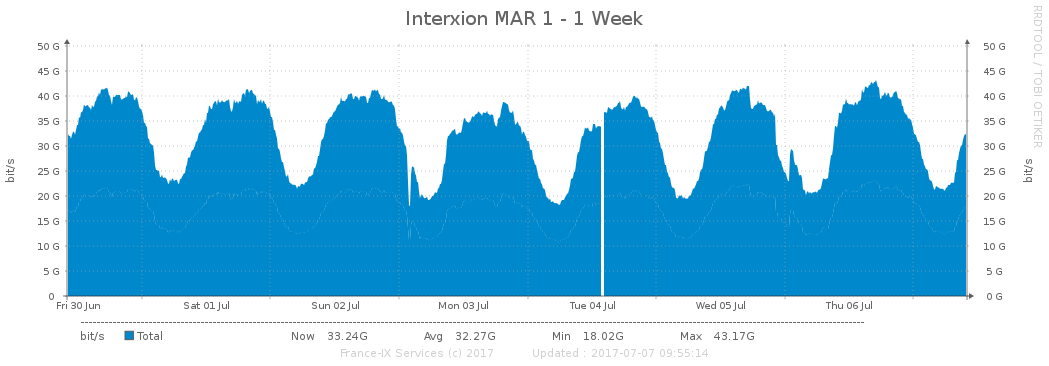 Interxion MAR 1 - 1 Week
RRDTOOL / TOBI OETIKER
50 G 50 G
45 G 45 G
40 G 40 G
35 G 35 G
30 G 30 G
25 G 25 G
20 G 20 G
15 G 15 G
10 G 10 G
5 G 5 G
0 0 G
bit/s bit/s
Fri 30 Jun Sat 01 Jul Sun 02 Jul Mon 03 Jul Tue 04 Jul Wed 05 Jul Thu 06 Jul
bit/s Total Now 33.24G Avg 32.27G Min 18.02G Max 43.17G
France-IX Services (c) 2017 Updated : 2017-07-07 09:55:14